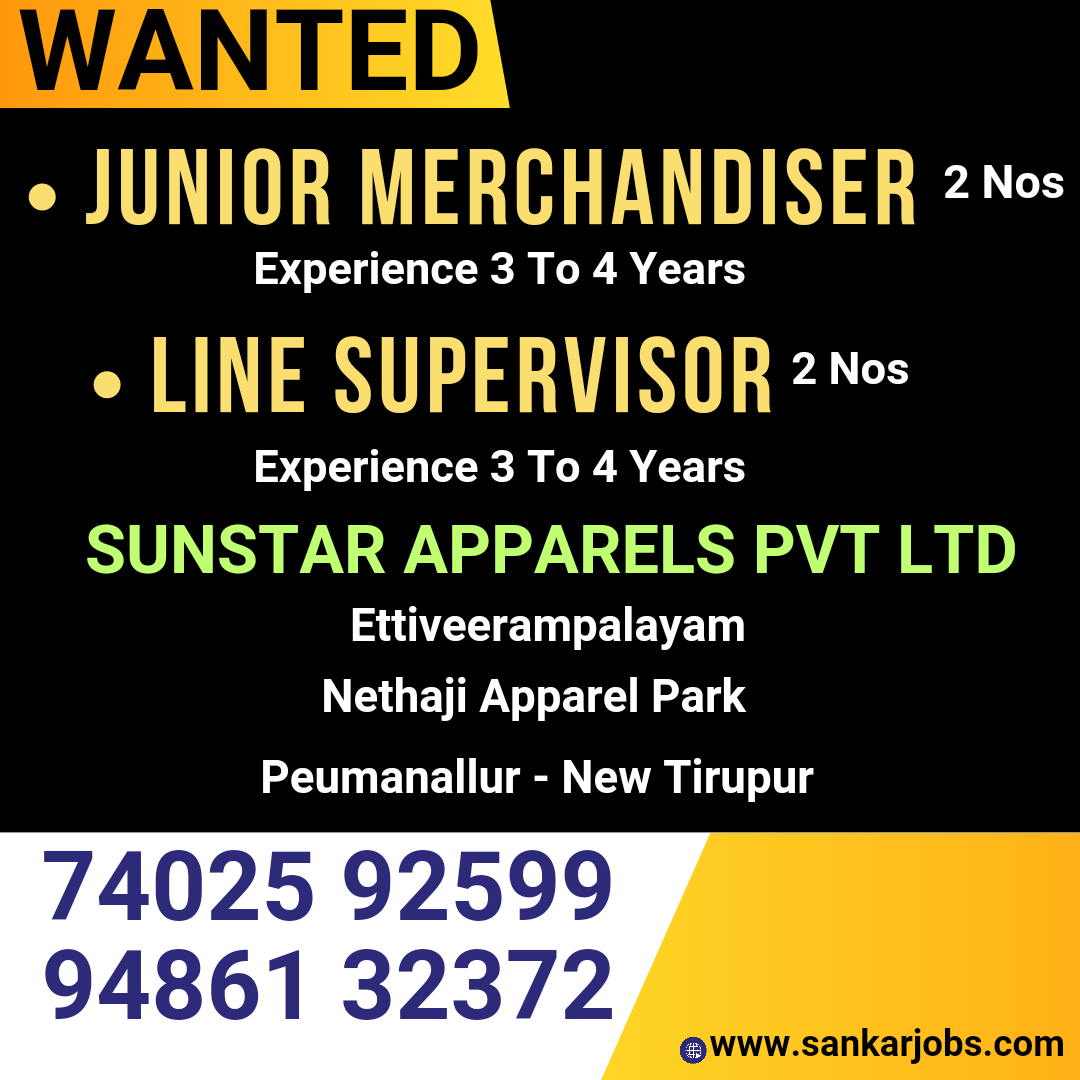 WANTED
• JUNIOR MERCHANDISER 2 Nos
Experience 3 To 4 Years
• LINE SUPERVISOR 2 Nos
Experience 3 To 4 Years
SUNSTAR APPARELS PVT LTD
Ettiveerampalayam
Nethaji Apparel Park
Peumanallur - New Tirupur
74025 92599
94861 32372
www.sankarjobs.com